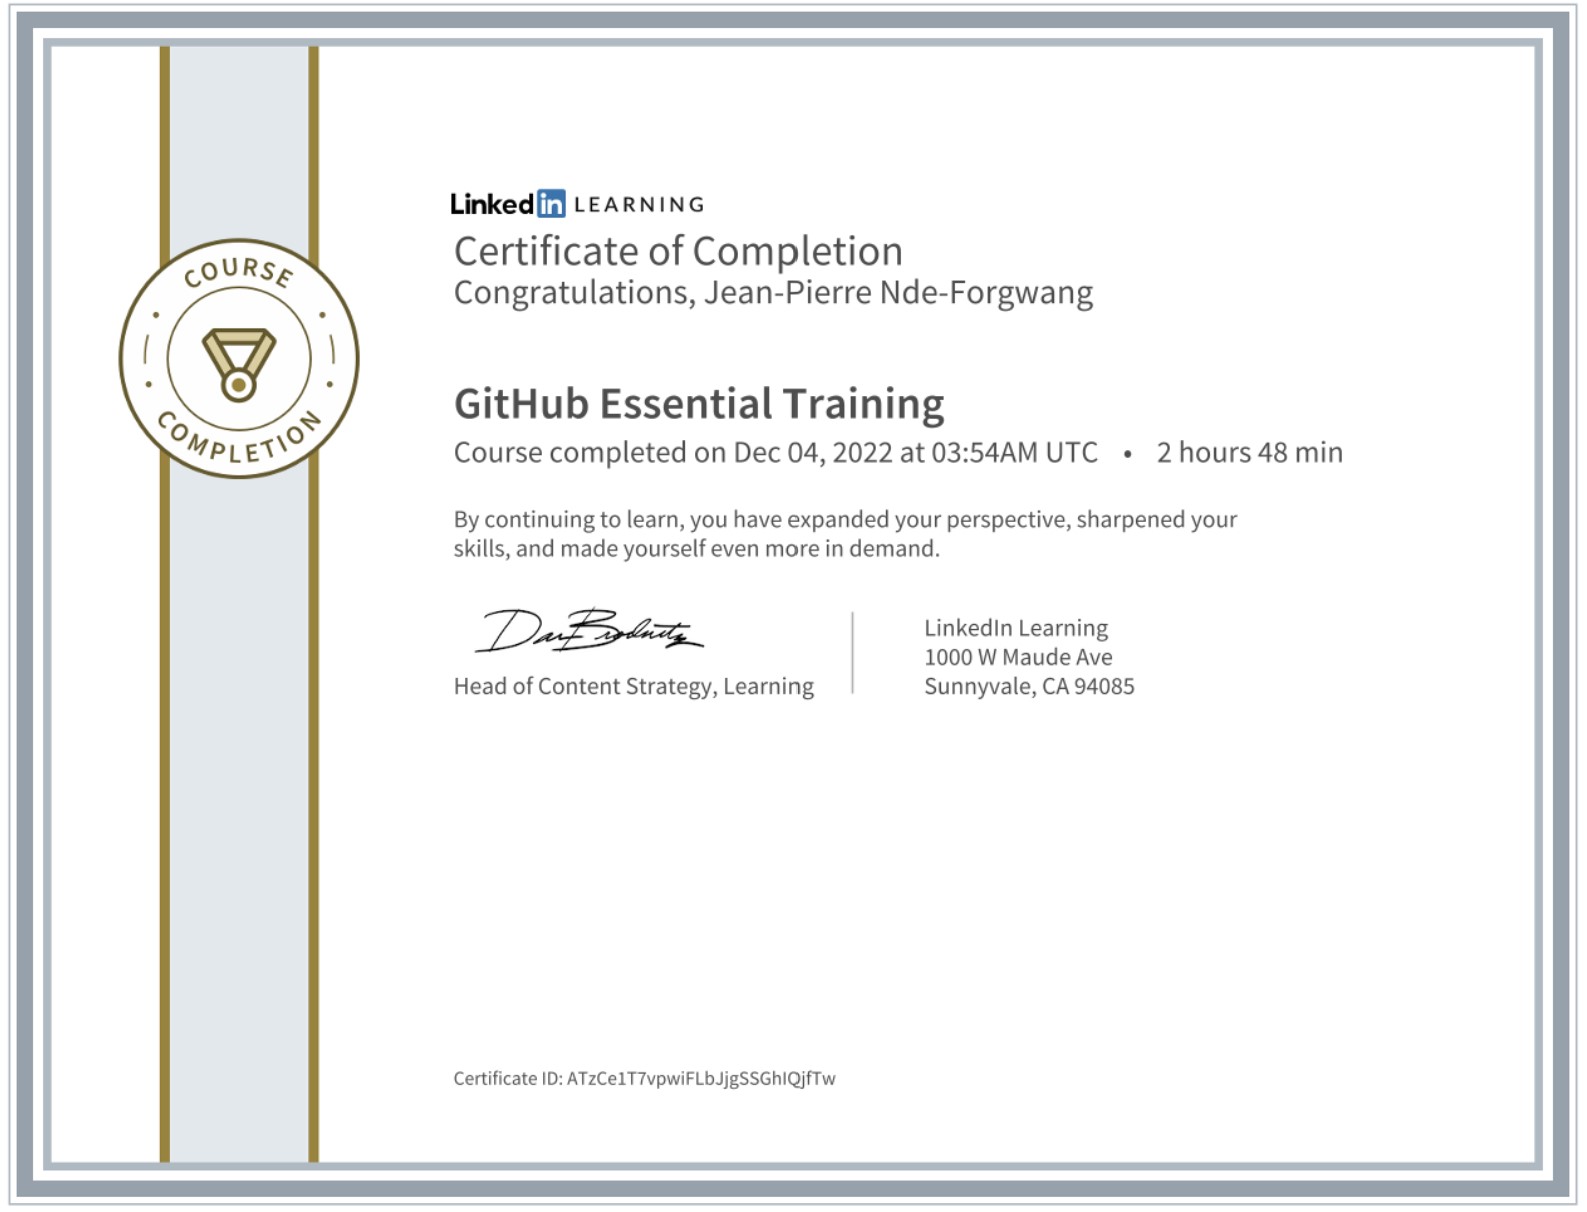 COURSE
COMPLETION
Linked in LEARNING
Certificate of Completion
Congratulations, Jean-Pierre Nde-Forgwang
GitHub Essential Training
Course completed on Dec 04, 2022 at 03:54AM UTC • 2 hours 48 min
By continuing to learn, you have expanded your perspective, sharpened your
skills, and made yourself even more in demand.
Dan Brodnitz
Head of Content Strategy, Learning
LinkedIn Learning
1000 W Maude Ave
Sunnyvale, CA 94085
Certificate ID: ATzCe1T7vpwiFLbJjgSSGhIQjfTw